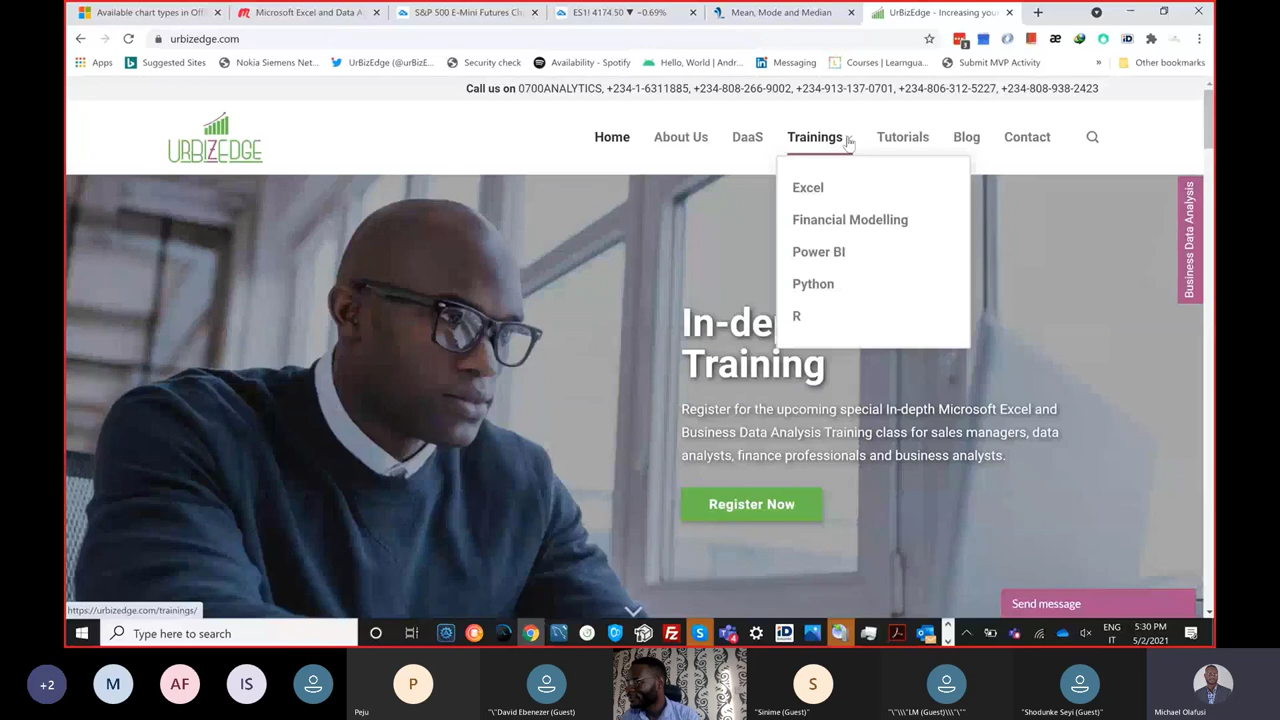 Available chart types in Offi
Microsoft Excel and Data A
S&P 500 E-Mini Futures Cl
ES1! 4174.50 ▼ −0.69%
Mean, Mode and Median
UrBizEdge - Increasing your
urbizedge.com
3
Apps
Suggested Sites
Nokia Siemens Net...
UrBizEdge (@urBizE...
Security check
Availability - Spotify
Hello, World | Andr...
Messaging
Courses | Learngua...
Submit MVP Activity
»
Other bookmarks
Call us on 0700ANALYTICS, +234-1-6311885, +234-808-266-9002, +234-913-137-0701, +234-806-312-5227, +234-808-938-2423
URBIZEDGE
Home
About Us
DaaS
Trainings
Tutorials
Blog
Contact
Excel
Financial Modelling
Power BI
Python
R
Business Data Analysis
In-de
Training
Register for the upcoming special In-depth Microsoft Excel and
Business Data Analysis Training class for sales managers, data
analysts, finance professionals and business analysts.
Register Now
https://urbizedge.com/trainings/
Send message
Type here to search
ENG
IT
5:30 PM
5/2/2021
+2
M
AF
IS
P
Peju
"\"David Ebenezer (Guest)
S
"Sinime (Guest)"
"\"\\\"LM (Guest)\\\"\""
"Shodunke Seyi (Guest)"
Michael Olafusi